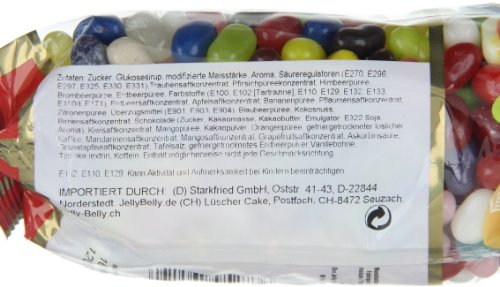 Zutaten: Zucker, Glukosesirup, modifizierte Maisstärke, Aroma, Säureregulatoren (E270, E296,
E297, E325, E330, E331), Traubensaftkonzentrat, Pfirsichpüreekonzentrat, Himbeerpüree,
Brombeerpüree, Erdbeerpüree, Farbstoffe (E100, E102 [Tartrazine], E110, E129, E132, E133,
E150d, E171), Erdbeersaftkonzentrat, Apfelsaftkonzentrat, Bananenpüree, Pflaumensaftkonzentrat,
Zitronenpüree, Überzugsmittel (E901, E903, E904), Blaubeerpüree, Kokosnuss,
Birnensaftkonzentrat, Schokolade (Zucker, Kakaomasse, Kakaobutter, Emulgator, E322 Soja,
Aroma), Kiwisaftkonzentrat, Mangopüree, Kakaopulver, Orangenpüree, gefriergetrockneter löslicher
Kaffee, Mandarinensaftkonzentrat, Mangosaftkonzentrat, Grapefruitsaftkonzentrat, Askorbinsäure,
Granatapfelsaftkonzentrat, Tafelsalz, gefriergetrocknetes Erdbeerpulver Vanillebohne,
Tapiokadextrin, Koffein. Enthält möglicherweise nicht jede Geschmacksrichtung.
E102, E110, E129: Kann Aktivität und Aufmerksamkeit bei Kindern beeinträchtigen.
IMPORTIERT DURCH: (D) Starkfried GmbH, Oststr. 41-43, D-22844
Norderstedt. JellyBelly.de (CH) Lüscher Cake, Postfach, CH-8472 Seuzach,
Jelly-Belly.ch